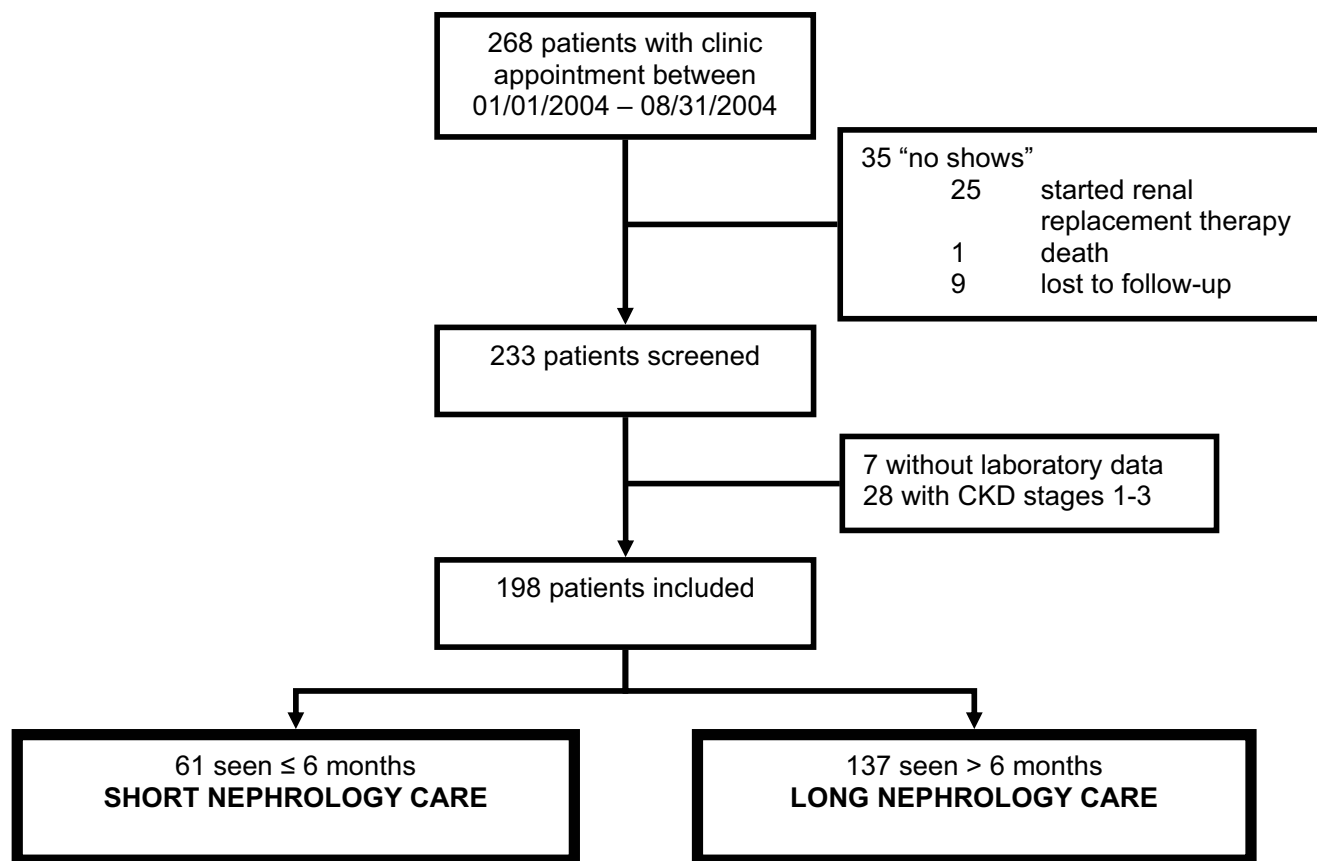 268 patients with clinic
appointment between
01/01/2004 – 08/31/2004
35 “no shows”
25 started renal
replacement therapy
1 death
9 lost to follow-up
233 patients screened
7 without laboratory data
28 with CKD stages 1-3
198 patients included
61 seen ≤ 6 months
SHORT NEPHROLOGY CARE
137 seen > 6 months
LONG NEPHROLOGY CARE